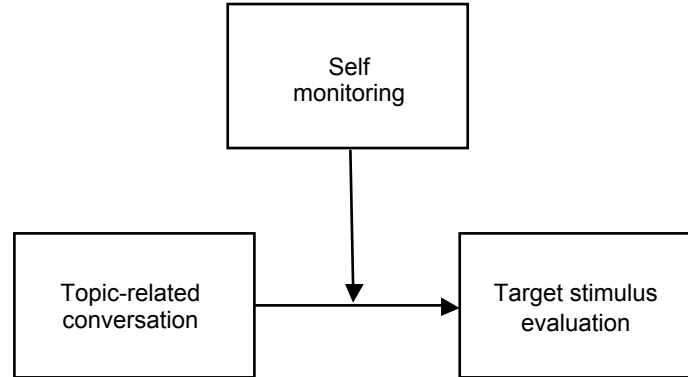 Self
monitoring
Topic-related
conversation
Target stimulus
evaluation